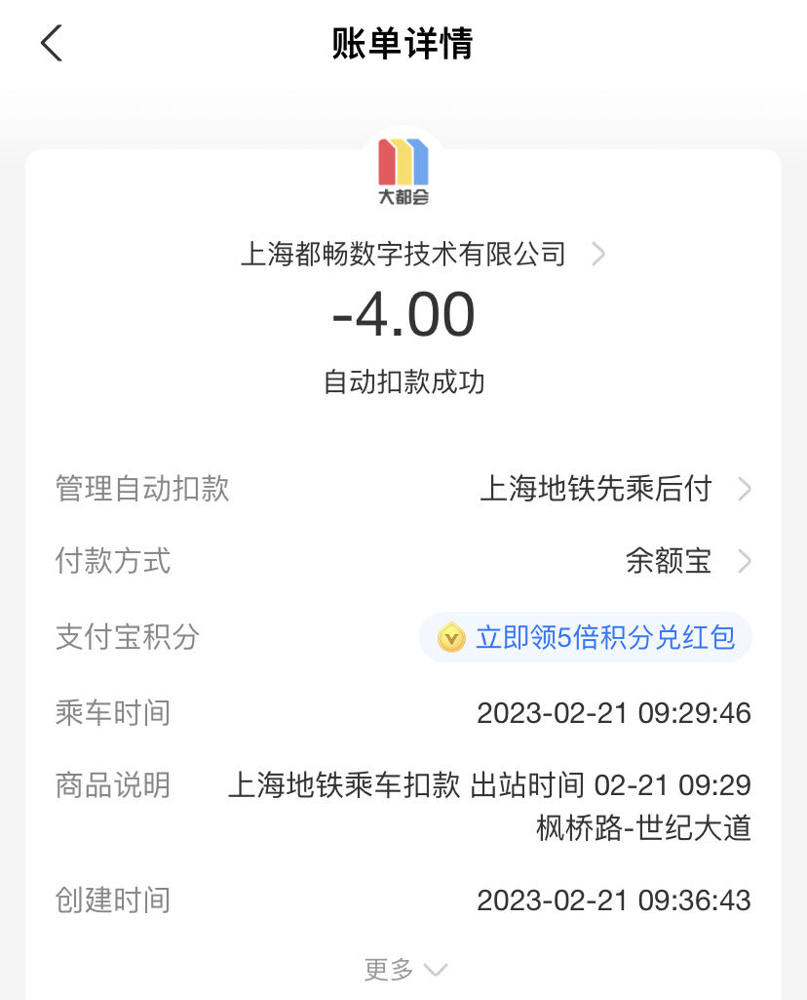 账单详情
大都会
上海都畅数字技术有限公司
-4.00
自动扣款成功
管理自动扣款 上海地铁先乘后付
付款方式 余额宝
支付宝积分 立即领5倍积分兑红包
乘车时间 2023-02-21 09:29:46
商品说明 上海地铁乘车扣款 出站时间 02-21 09:29
枫桥路-世纪大道
创建时间 2023-02-21 09:36:43
更多